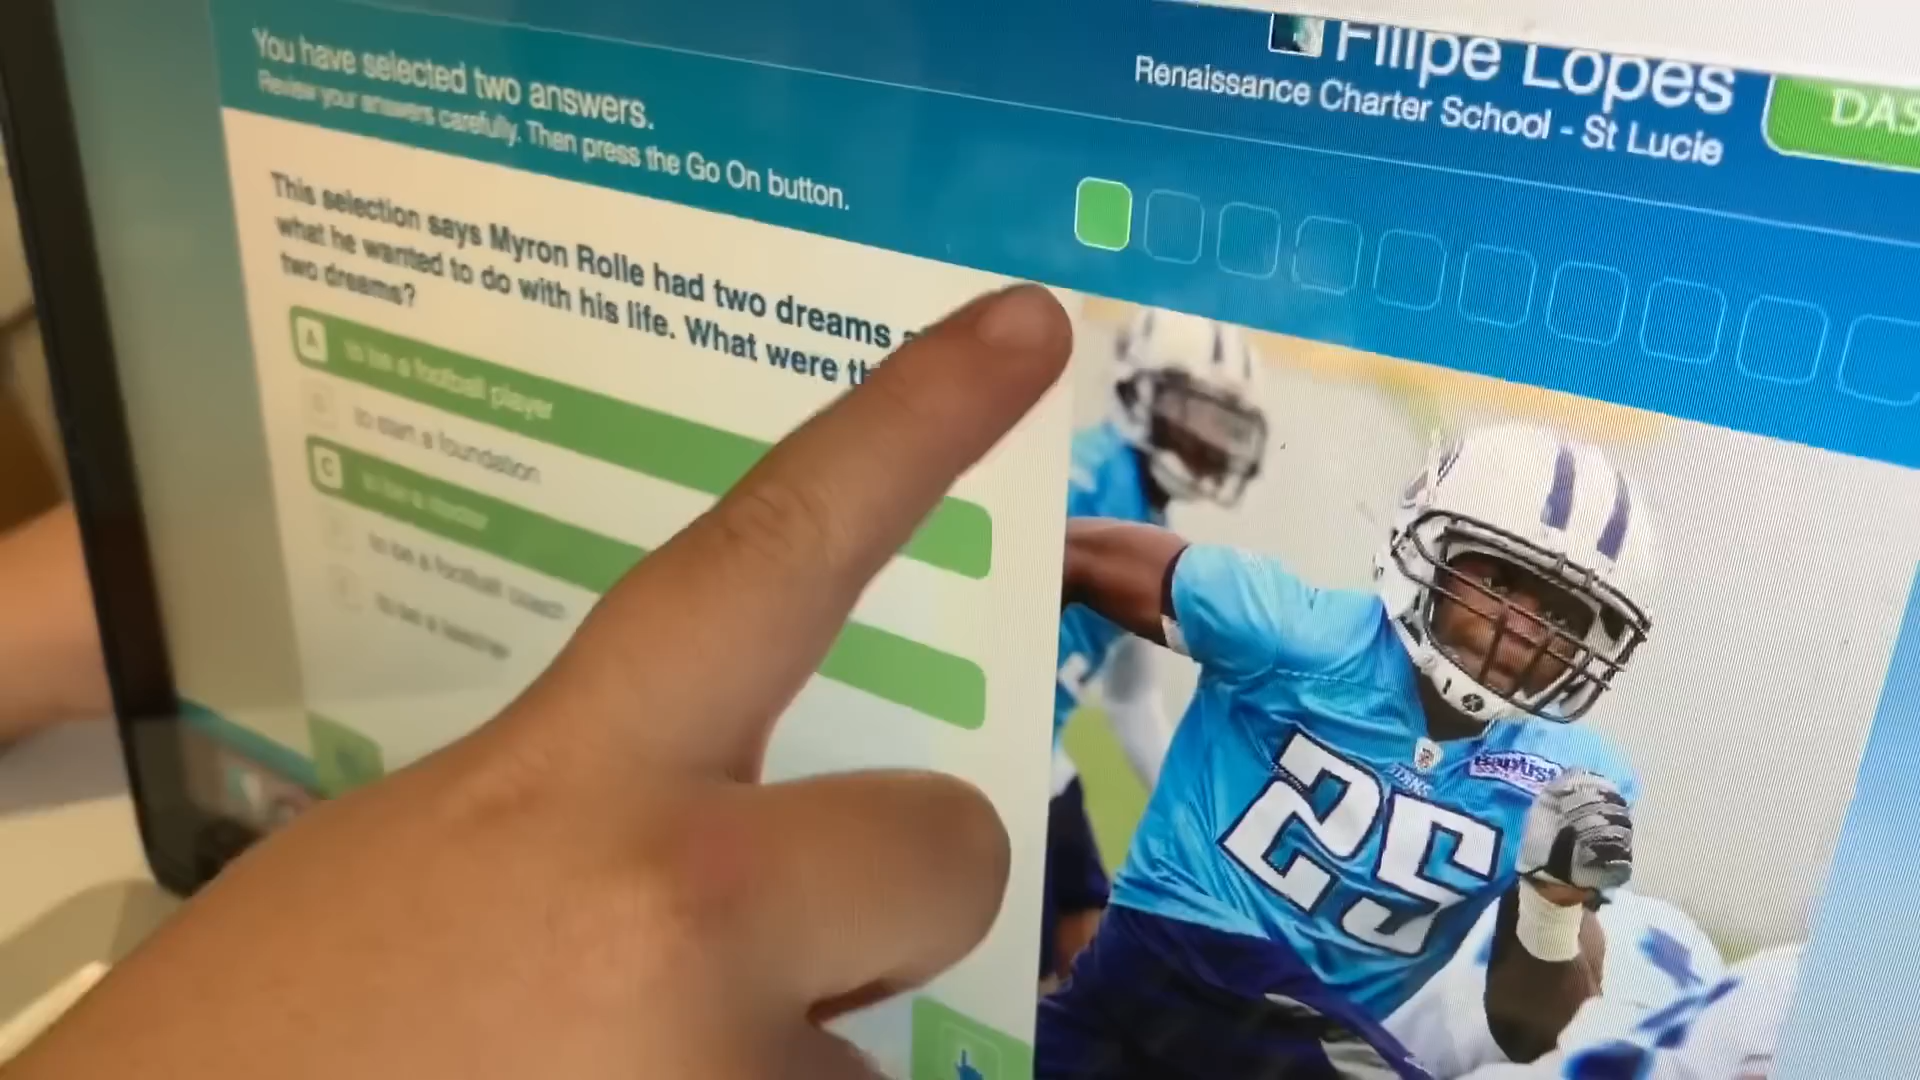 Filipe Lopes
Renaissance Charter School - St Lucie
DAS
You have selected two answers.
Review your answers carefully. Then press the Go On button.
This selection says Myron Rolle had two dreams
what he wanted to do with his life. What were th
two dreams?
A to be a football player
to start a foundation
C to be a doctor
to be a football coach
to be a teacher
TITANS
Baptist
25